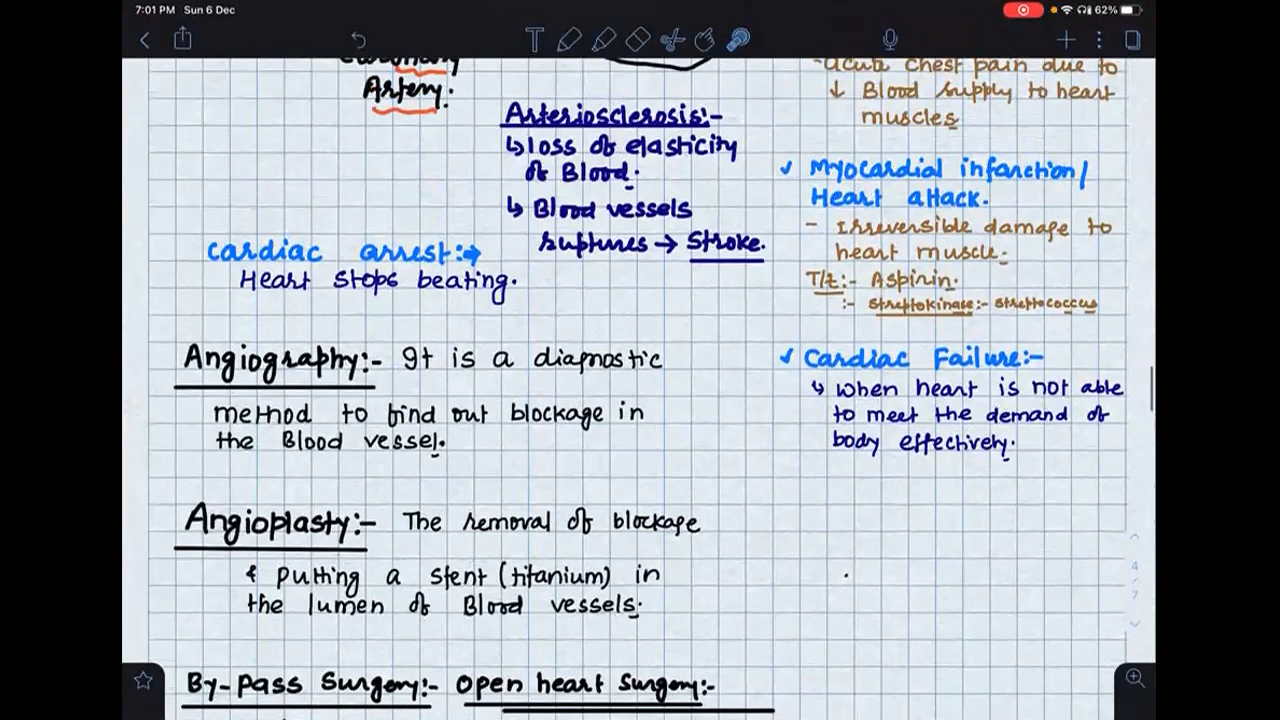 7:01 PM Sun 6 Dec
62%
Artery.
Arteriosclerosis:-
↳ loss of elasticity
of Blood.
↳ Blood vessels
ruptures → Stroke.
cardiac arrest:→
Heart stops beating.
Angiography:- It is a diagnostic
method to find out blockage in
the Blood vessel.
Angioplasty:- The removal of blockage
& putting a stent (titanium) in
the lumen of Blood vessels.
By-Pass Surgery:- Open heart surgery:-
-acute chest pain due to
↓ Blood supply to heart
muscles
✓ Myocardial infarction/
Heart attack.
- Irreversible damage to
heart muscle.
T/t:- Aspirin.
:- Streptokinase:- Streptococcus
✓ Cardiac Failure:-
↳ when heart is not able
to meet the demand of
body effectively.
4
7